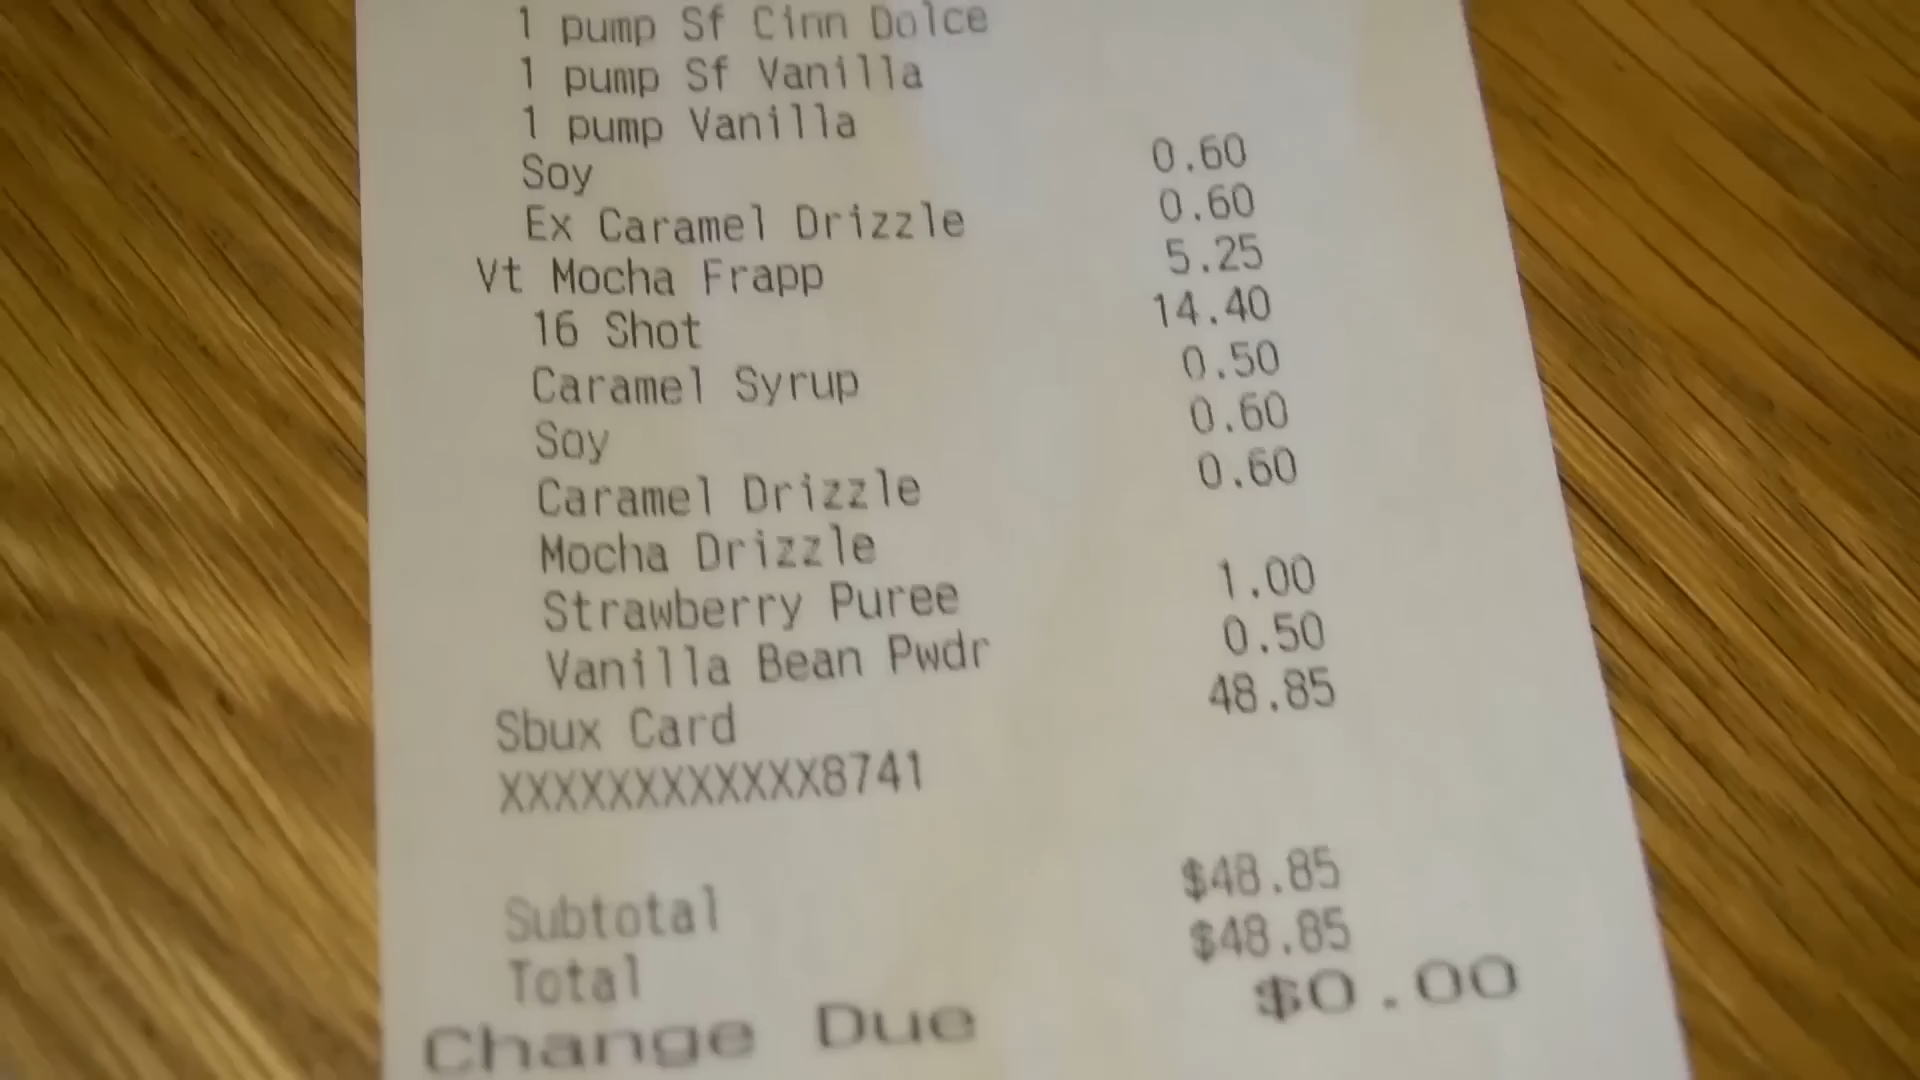 1 pump Sf Cinn Dolce
1 pump Sf Vanilla
1 pump Vanilla
Soy 0.60
Ex Caramel Drizzle 0.60
Vt Mocha Frapp 5.25
16 Shot 14.40
Caramel Syrup 0.50
Soy 0.60
Caramel Drizzle 0.60
Mocha Drizzle
Strawberry Puree 1.00
Vanilla Bean Pwdr 0.50
Sbux Card 48.85
XXXXXXXXXXXX8741
Subtotal $48.85
Total $48.85
Change Due $0.00